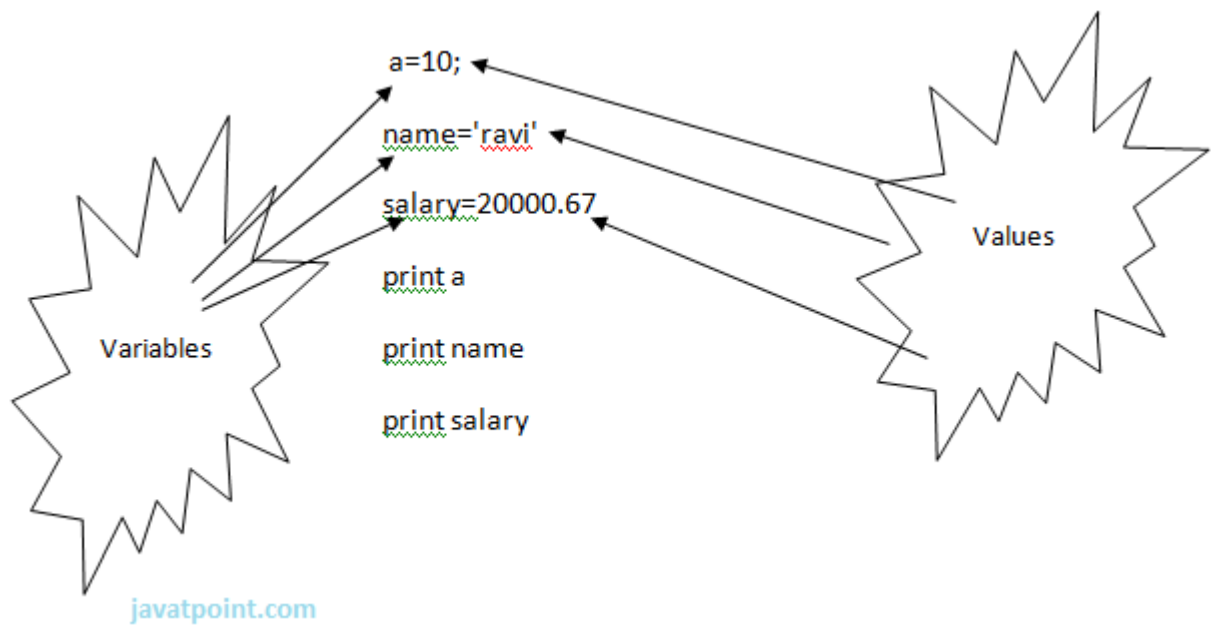 a=10;
name='ravi'
salary=20000.67
Values
print a
Variables
print name
print salary
javatpoint.com